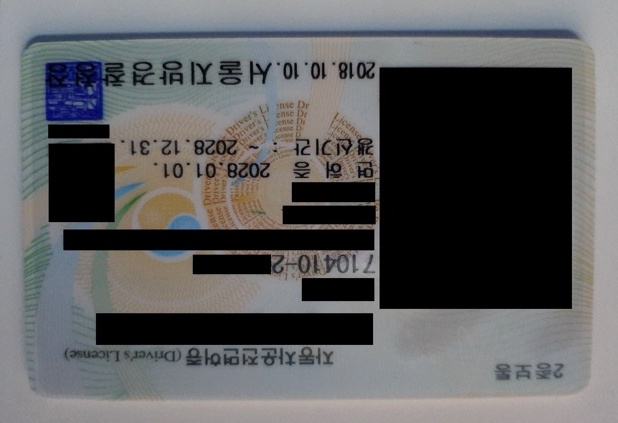 2종보통
자동차운전면허증 (Driver's License)
710410-2
면 허 증
갱신기간 : 2028.01.01.
~ 2028.12.31.
2018.10.10.
서울지방경찰청장